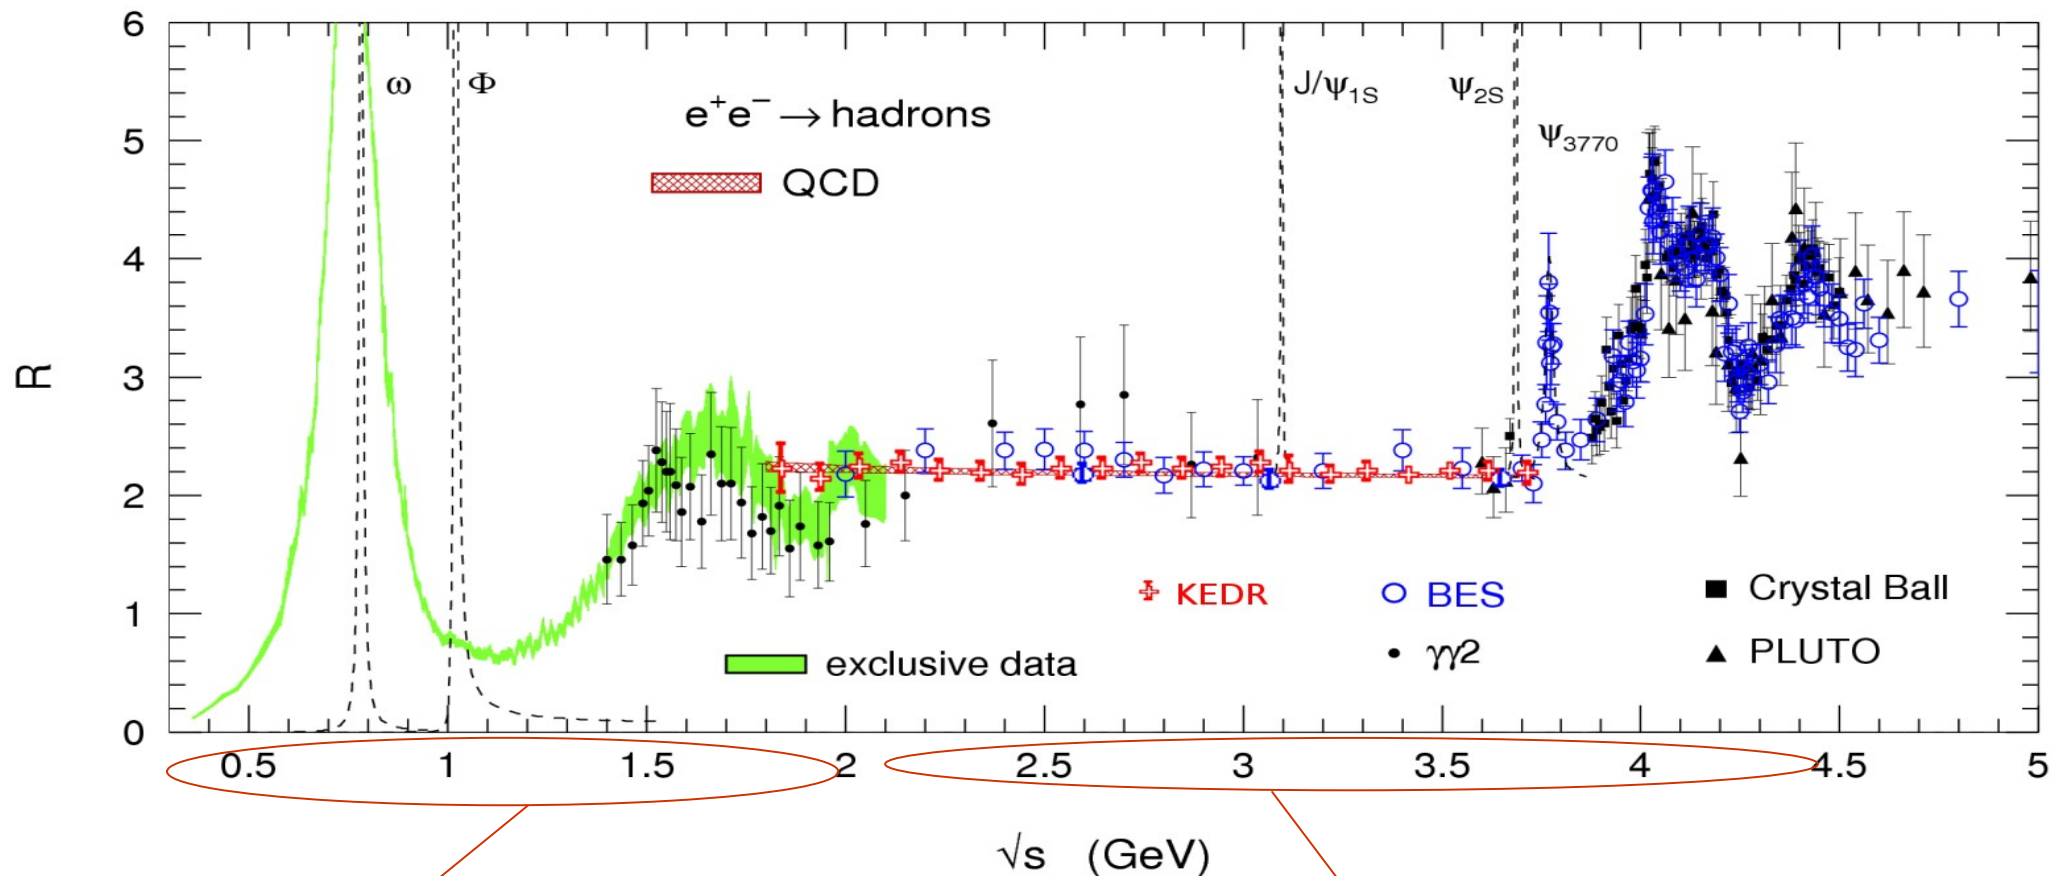 6
5
4
3
2
1
0
R
ω Φ J/ψ1S ψ2S
ψ3770
e+e− → hadrons
QCD
KEDR BES Crystal Ball
exclusive data γγ2 PLUTO
0.5 1 1.5 2 2.5 3 3.5 4 4.5 5
√s (GeV)